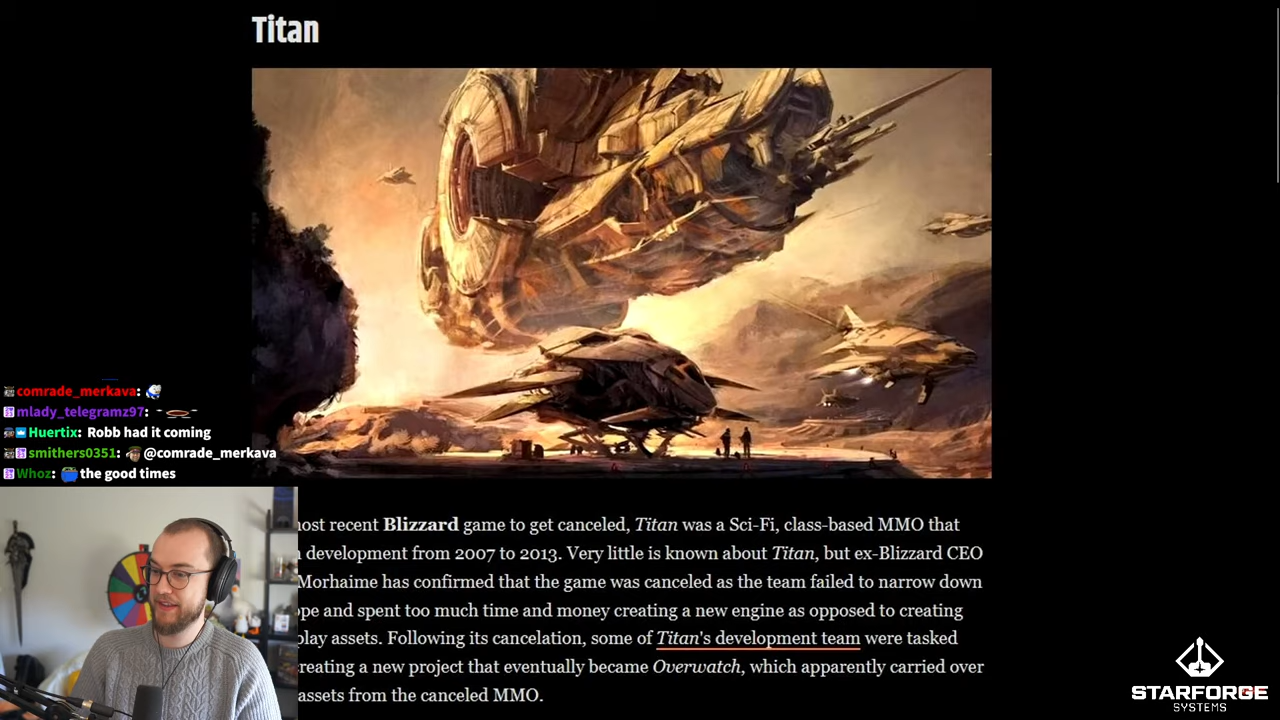 Titan
comrade_merkava:
mlady_telegramz97:
Huertix: Robb had it coming
smithers0351: @comrade_merkava
Whoz: the good times
ost recent Blizzard game to get canceled, Titan was a Sci-Fi, class-based MMO that
development from 2007 to 2013. Very little is known about Titan, but ex-Blizzard CEO
Morhaime has confirmed that the game was canceled as the team failed to narrow down
ope and spent too much time and money creating a new engine as opposed to creating
play assets. Following its cancelation, some of Titan's development team were tasked
reating a new project that eventually became Overwatch, which apparently carried over
assets from the canceled MMO.
STARFORGE
SYSTEMS